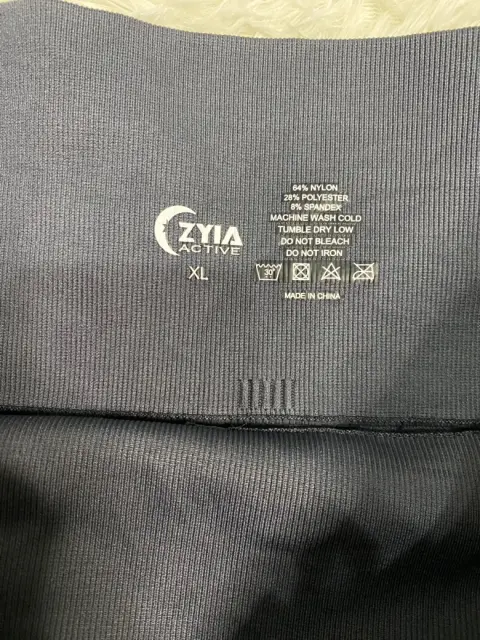 ZYIA
ACTIVE
XL
64% NYLON
28% POLYESTER
8% SPANDEX
MACHINE WASH COLD
TUMBLE DRY LOW
DO NOT BLEACH
DO NOT IRON
30°
MADE IN CHINA